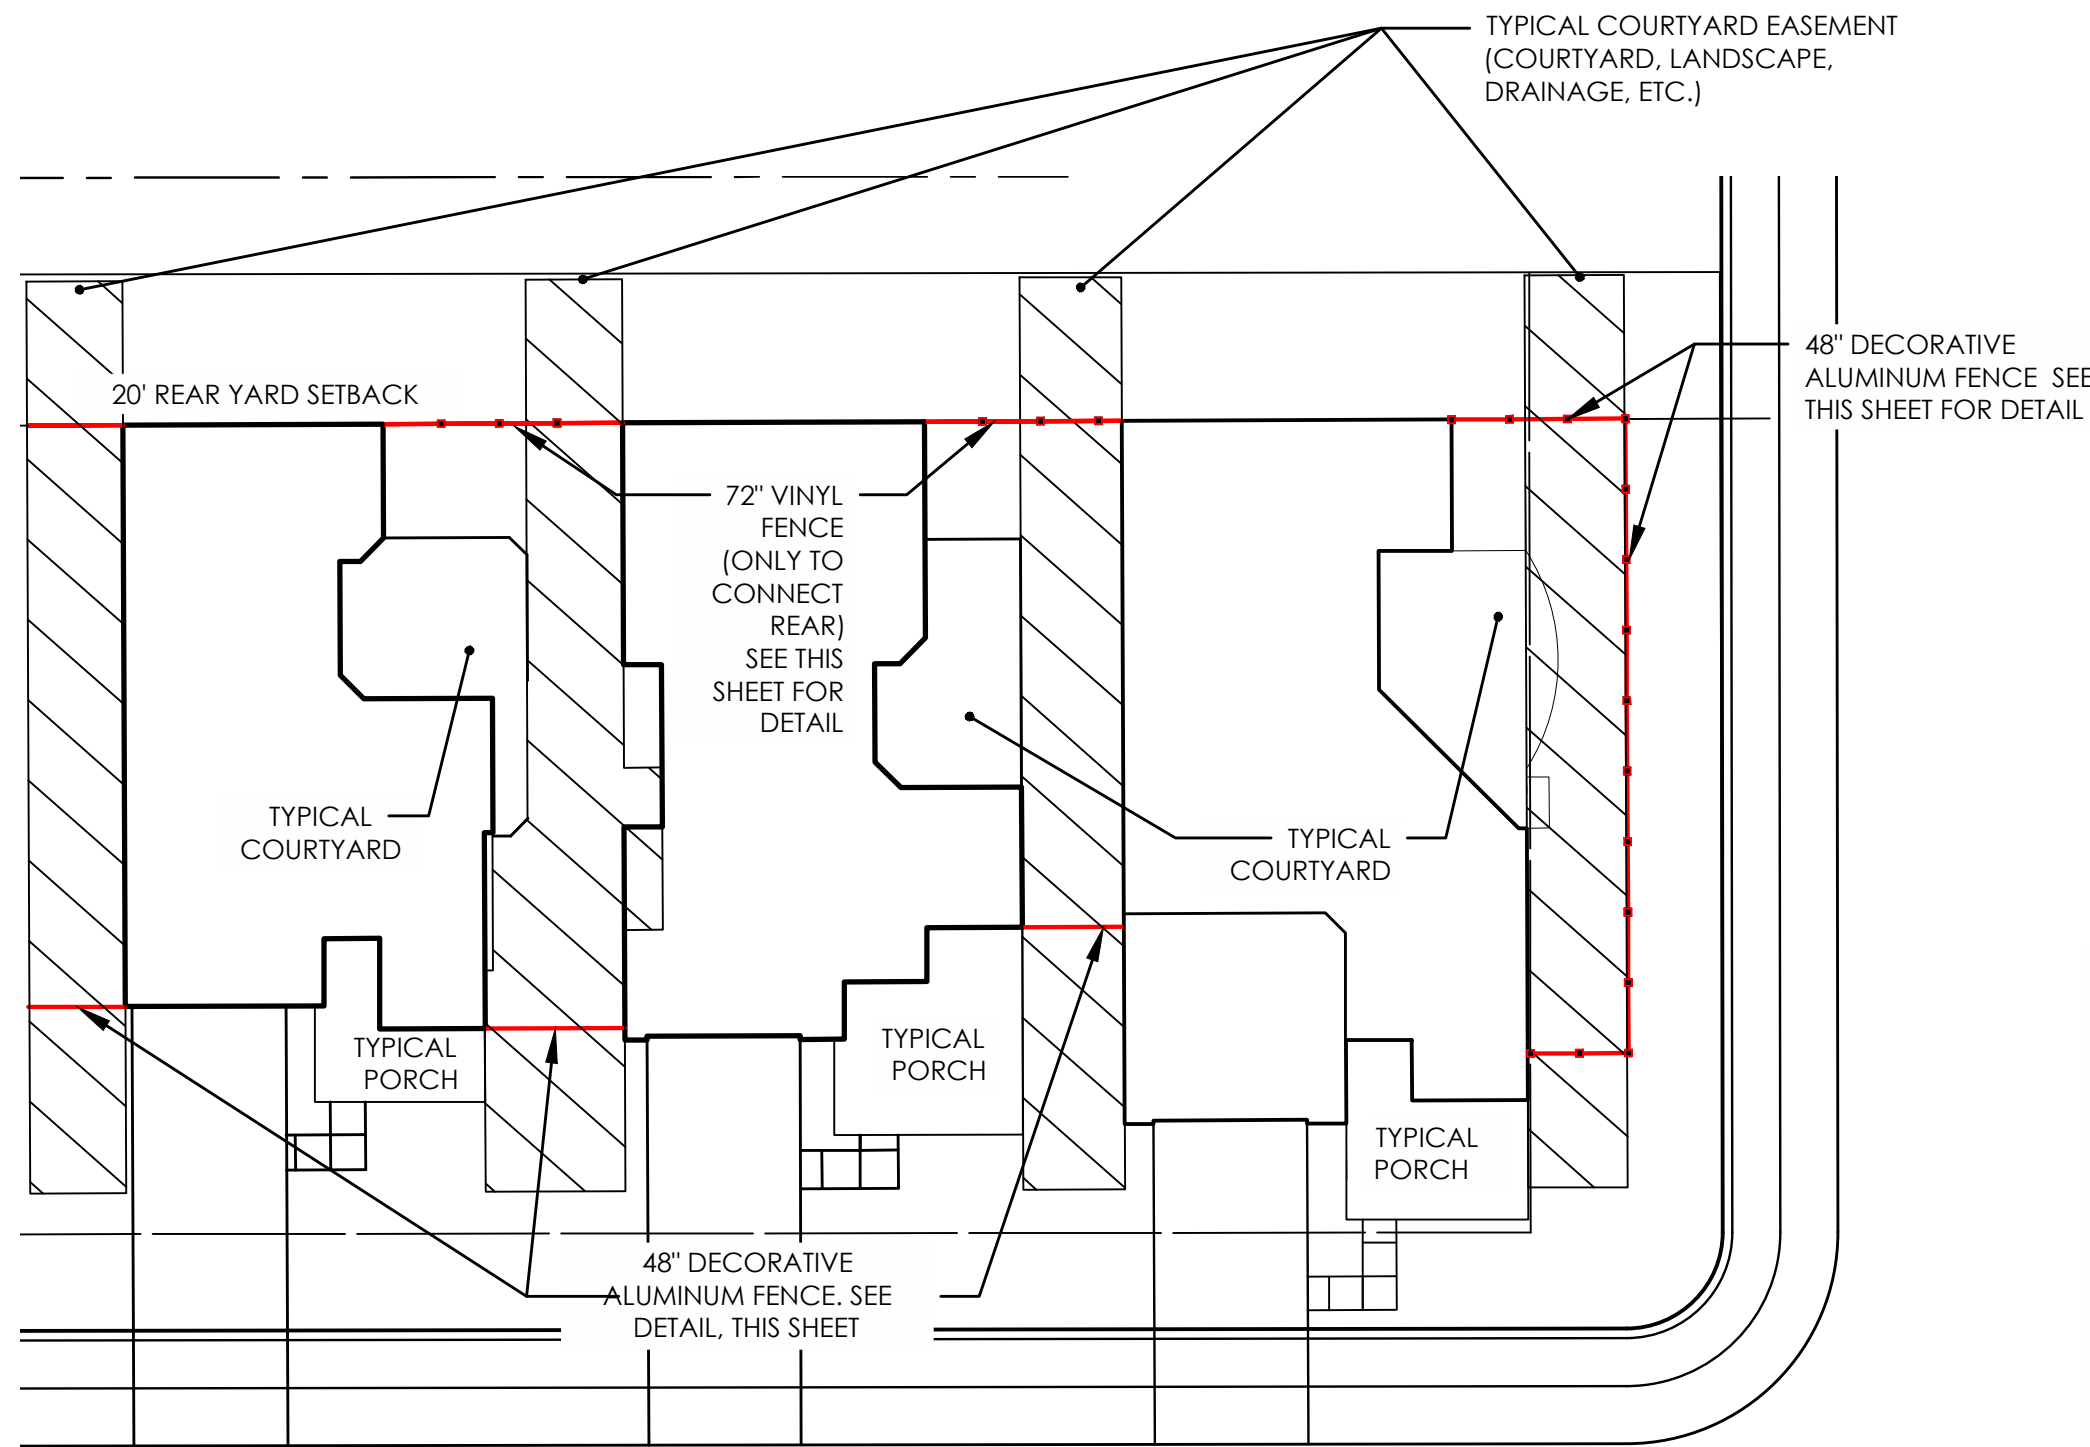 TYPICAL COURTYARD EASEMENT
(COURTYARD, LANDSCAPE,
DRAINAGE, ETC.)
48" DECORATIVE
ALUMINUM FENCE SEE
THIS SHEET FOR DETAIL
20' REAR YARD SETBACK
72" VINYL
FENCE
(ONLY TO
CONNECT
REAR)
SEE THIS
SHEET FOR
DETAIL
TYPICAL
COURTYARD
TYPICAL
COURTYARD
TYPICAL
PORCH
TYPICAL
PORCH
TYPICAL
PORCH
48" DECORATIVE
ALUMINUM FENCE. SEE
DETAIL, THIS SHEET